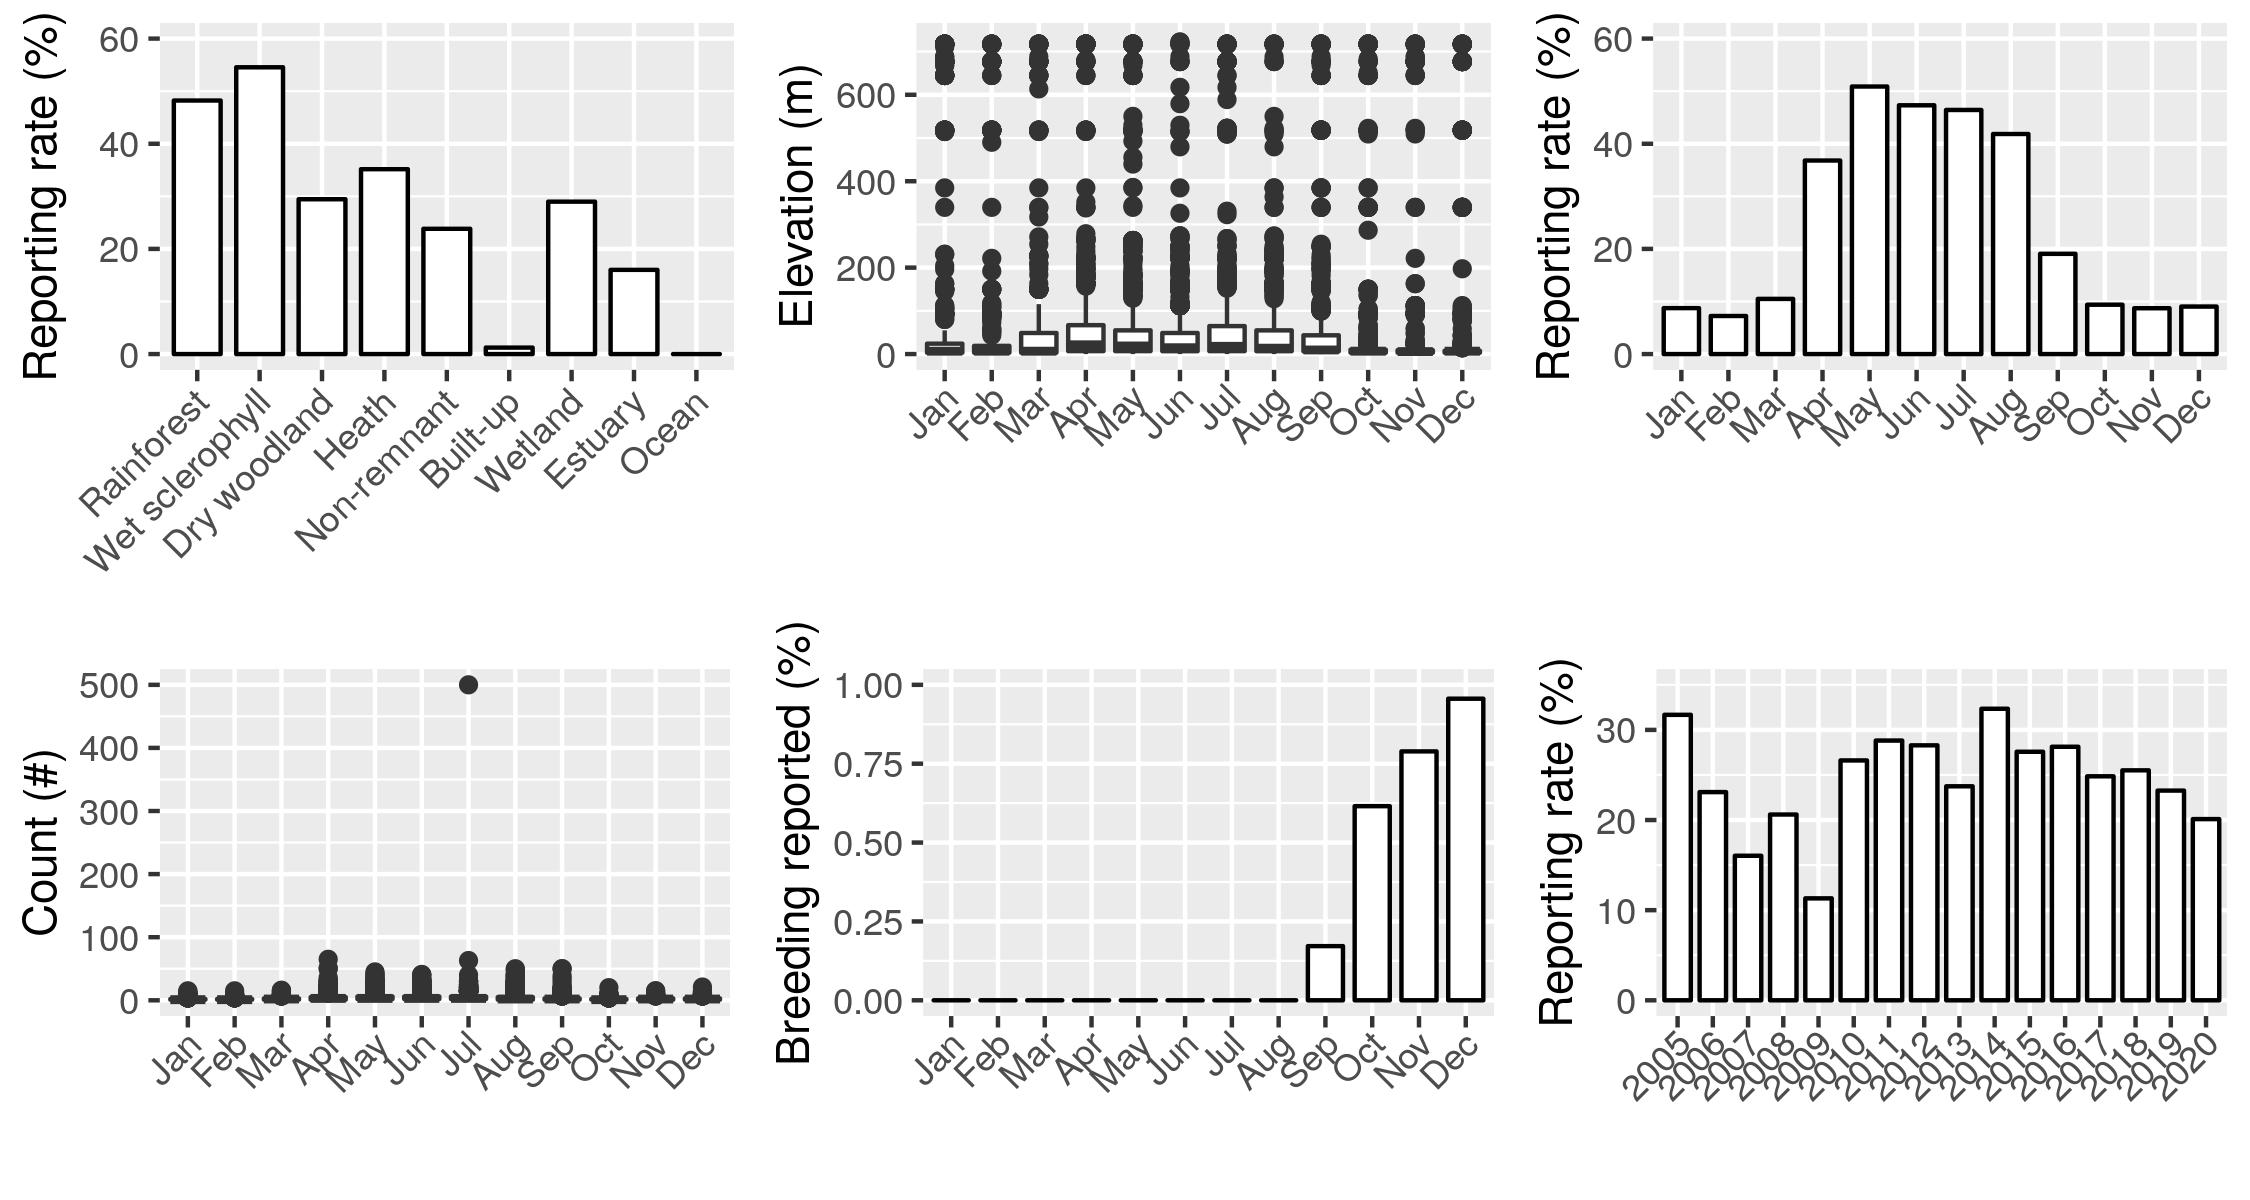 Reporting rate (%)
60
40
20
0
Rainforest
Wet sclerophyll
Dry woodland
Heath
Non-remnant
Built-up
Wetland
Estuary
Ocean
Elevation (m)
600
400
200
0
Jan
Feb
Mar
Apr
May
Jun
Jul
Aug
Sep
Oct
Nov
Dec
Reporting rate (%)
60
40
20
0
Jan
Feb
Mar
Apr
May
Jun
Jul
Aug
Sep
Oct
Nov
Dec
Count (#)
500
400
300
200
100
0
Jan
Feb
Mar
Apr
May
Jun
Jul
Aug
Sep
Oct
Nov
Dec
Breeding reported (%)
1.00
0.75
0.50
0.25
0.00
Jan
Feb
Mar
Apr
May
Jun
Jul
Aug
Sep
Oct
Nov
Dec
Reporting rate (%)
30
20
10
0
2005
2006
2007
2008
2009
2010
2011
2012
2013
2014
2015
2016
2017
2018
2019
2020